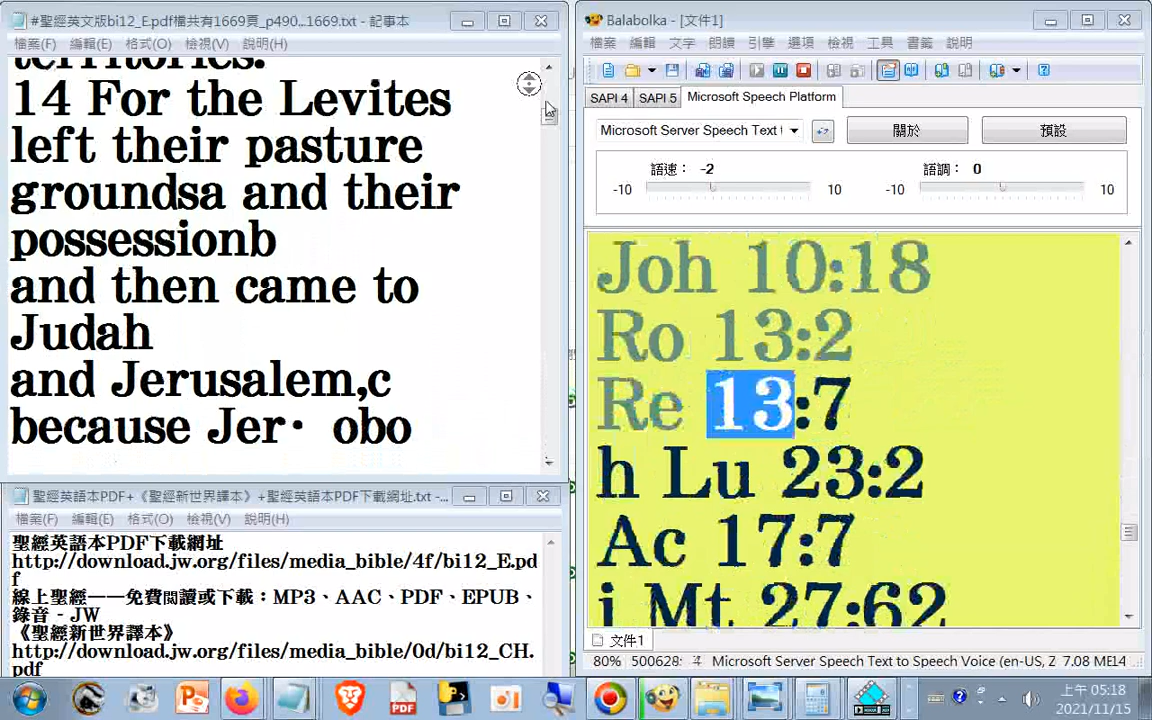 #聖經英文版bi12_E.pdf檔共有1669頁_p490...1669.txt - 記事本
檔案(F) 編輯(E) 格式(O) 檢視(V) 說明(H)
territories.
14 For the Levites
left their pasture
groundsa and their
possessionb
and then came to
Judah
and Jerusalem,c
because Jer· obo
聖經英語本PDF+《聖經新世界譯本》+聖經英語本PDF下載網址.txt - ...
檔案(F) 編輯(E) 格式(O) 檢視(V) 說明(H)
聖經英語本PDF下載網址
http://download.jw.org/files/media_bible/4f/bi12_E.pd
f
線上聖經——免費閱讀或下載：MP3、AAC、PDF、EPUB、
錄音 - JW
《聖經新世界譯本》
http://download.jw.org/files/media_bible/0d/bi12_CH.
pdf
Balabolka - [文件1]
檔案 編輯 文字 朗讀 引擎 選項 檢視 工具 書籤 說明
SAPI 4 SAPI 5 Microsoft Speech Platform
Microsoft Server Speech Text t 關於 預設
語速： -2 語調： 0
-10 10 -10 10
Joh 10:18
Ro 13:2
Re 13:7
h Lu 23:2
Ac 17:7
i Mt 27:62
文件1
80% 500628: Microsoft Server Speech Text to Speech Voice (en-US, Z 7.08 ME14
上午 05:18
2021/11/15